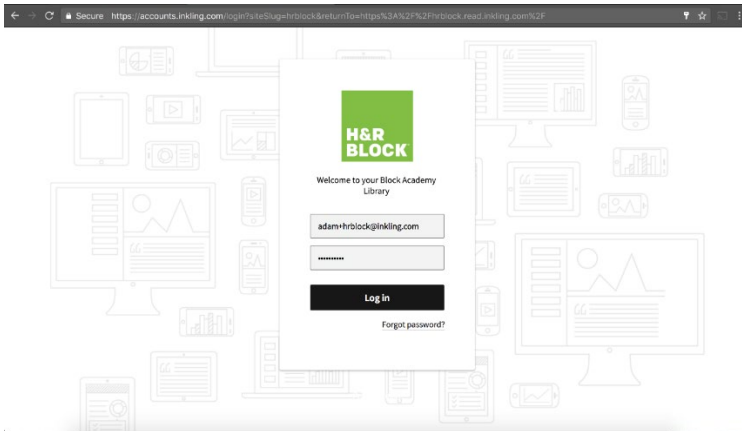 Secure https://accounts.inkling.com/login?siteSlug=hrblock&returnTo=https%3A%2F%2Fhrblock.read.inkling.com%2F
H&R
BLOCK
Welcome to your Block Academy
Library
adam+hrblock@inkling.com
••••••••••
Log in
Forgot password?